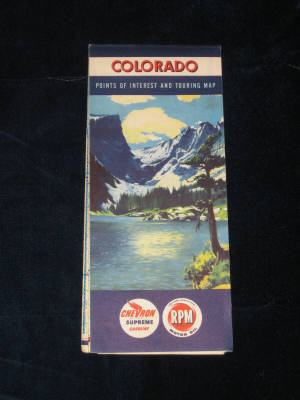 COLORADO
POINTS OF INTEREST AND TOURING MAP
CHEVRON
SUPREME
GASOLINE
RPM
MOTOR OIL